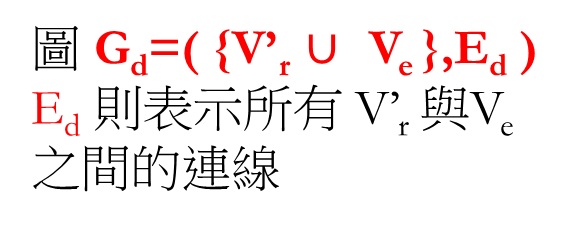 圖 Gd=( {V’r ∪ Ve},Ed )
Ed 則表示所有 V’r 與Ve
之間的連線